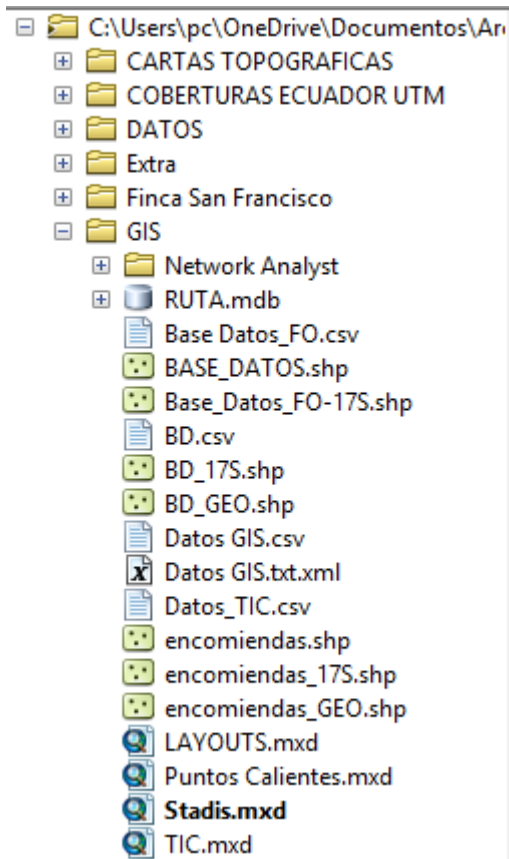 C:\Users\pc\OneDrive\Documentos\Ar
CARTAS TOPOGRAFICAS
COBERTURAS ECUADOR UTM
DATOS
Extra
Finca San Francisco
GIS
Network Analyst
RUTA.mdb
Base Datos_FO.csv
BASE_DATOS.shp
Base_Datos_FO-17S.shp
BD.csv
BD_17S.shp
BD_GEO.shp
Datos GIS.csv
Datos GIS.txt.xml
Datos_TIC.csv
encomiendas.shp
encomiendas_17S.shp
encomiendas_GEO.shp
LAYOUTS.mxd
Puntos Calientes.mxd
Stadis.mxd
TIC.mxd